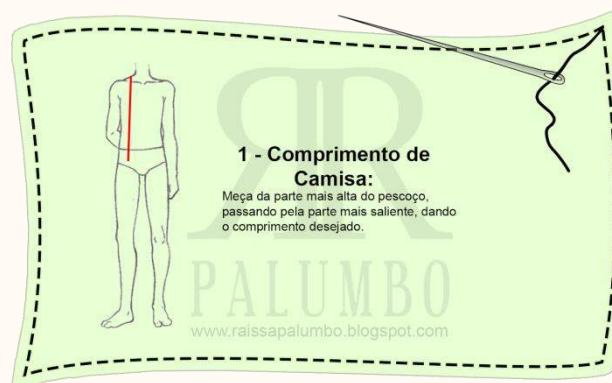 1 - Comprimento de
Camisa:
Meça da parte mais alta do pescoço,
passando pela parte mais saliente, dando
o comprimento desejado.
PALUMBO
www.raissapalumbo.blogspot.com